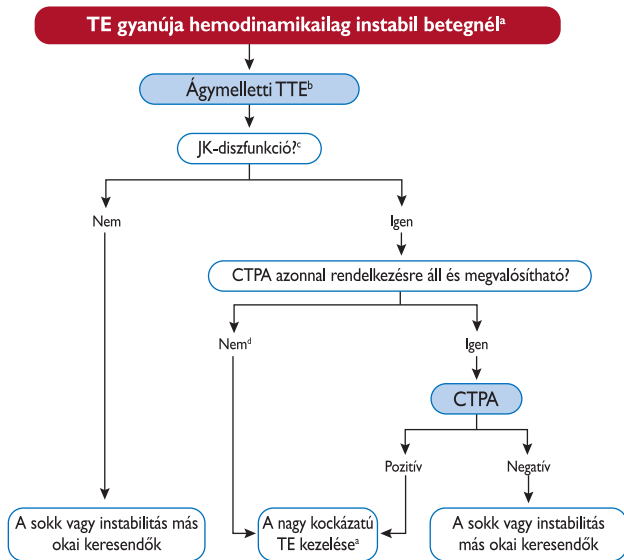 TE gyanúja hemodinamikailag instabil betegnélᵃ
Ágymelletti TTEᵇ
JK-diszfunkció?ᶜ
Nem
Igen
CTPA azonnal rendelkezésre áll és megvalósítható?
Nemᵈ
Igen
CTPA
Pozitív
Negatív
A sokk vagy instabilitás más
okai keresendők
A nagy kockázatú
TE kezeléseᵃ
A sokk vagy instabilitás
más okai keresendők